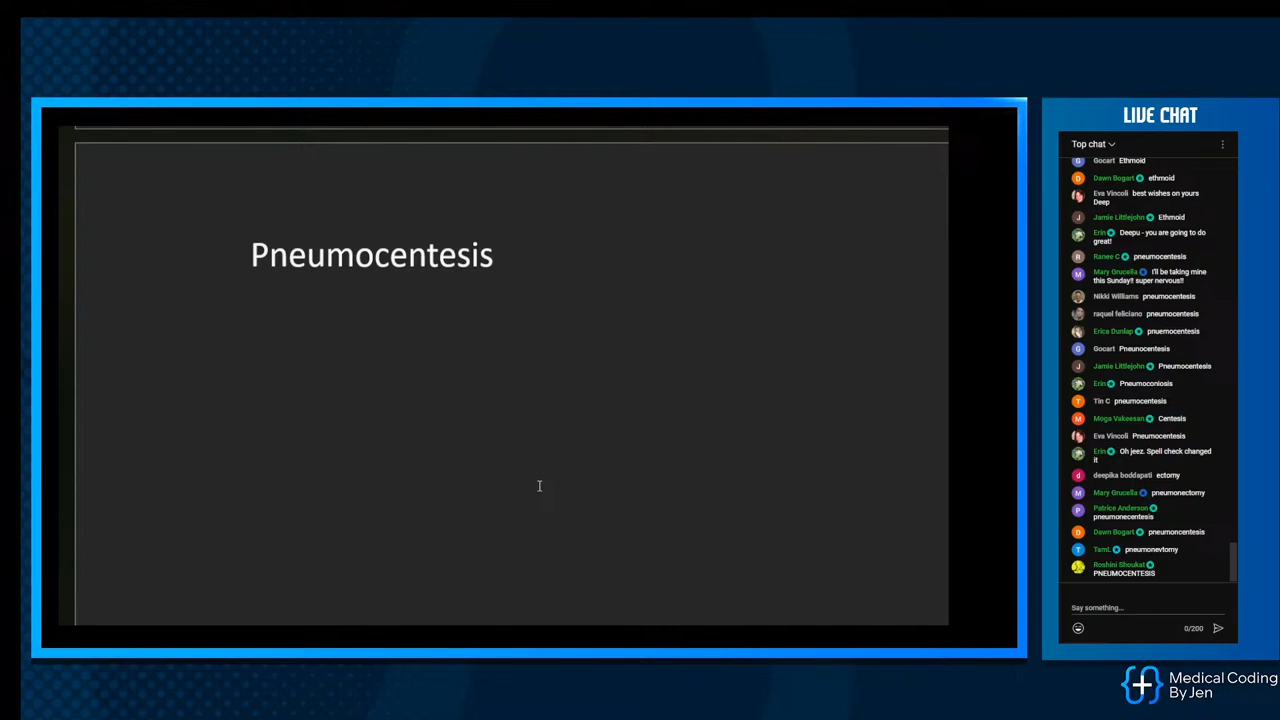 Pneumocentesis
LIVE CHAT
Top chat
Gocart Ethmoid
Dawn Bogart ethmoid
Eva Vincoli best wishes on yours
Deep
Jamie Littlejohn Ethmoid
Erin Deepu - you are going to do
great!
Ranee C pneumocentesis
Mary Grucella I'll be taking mine
this Sunday!! super nervous!!
Nikki Williams pneumocentesis
raquel feliciano pneumocentesis
Erica Dunlap pnuemocentesis
Gocart Pneunocentesis
Jamie Littlejohn Pneumocentesis
Erin Pneumoconiosis
Tin C pneumocentesis
Moga Vakeesan Centesis
Eva Vincoli Pneumocentesis
Erin Oh jeez. Spell check changed
it
deepika boddapati ectomy
Mary Grucella pneumonectomy
Patrice Anderson
pneumonecentesis
Dawn Bogart pneumoncentesis
TamL pneumonevtomy
Roshini Shoukat
PNEUMOCENTESIS
Say something...
0/200
Medical Coding
By Jen